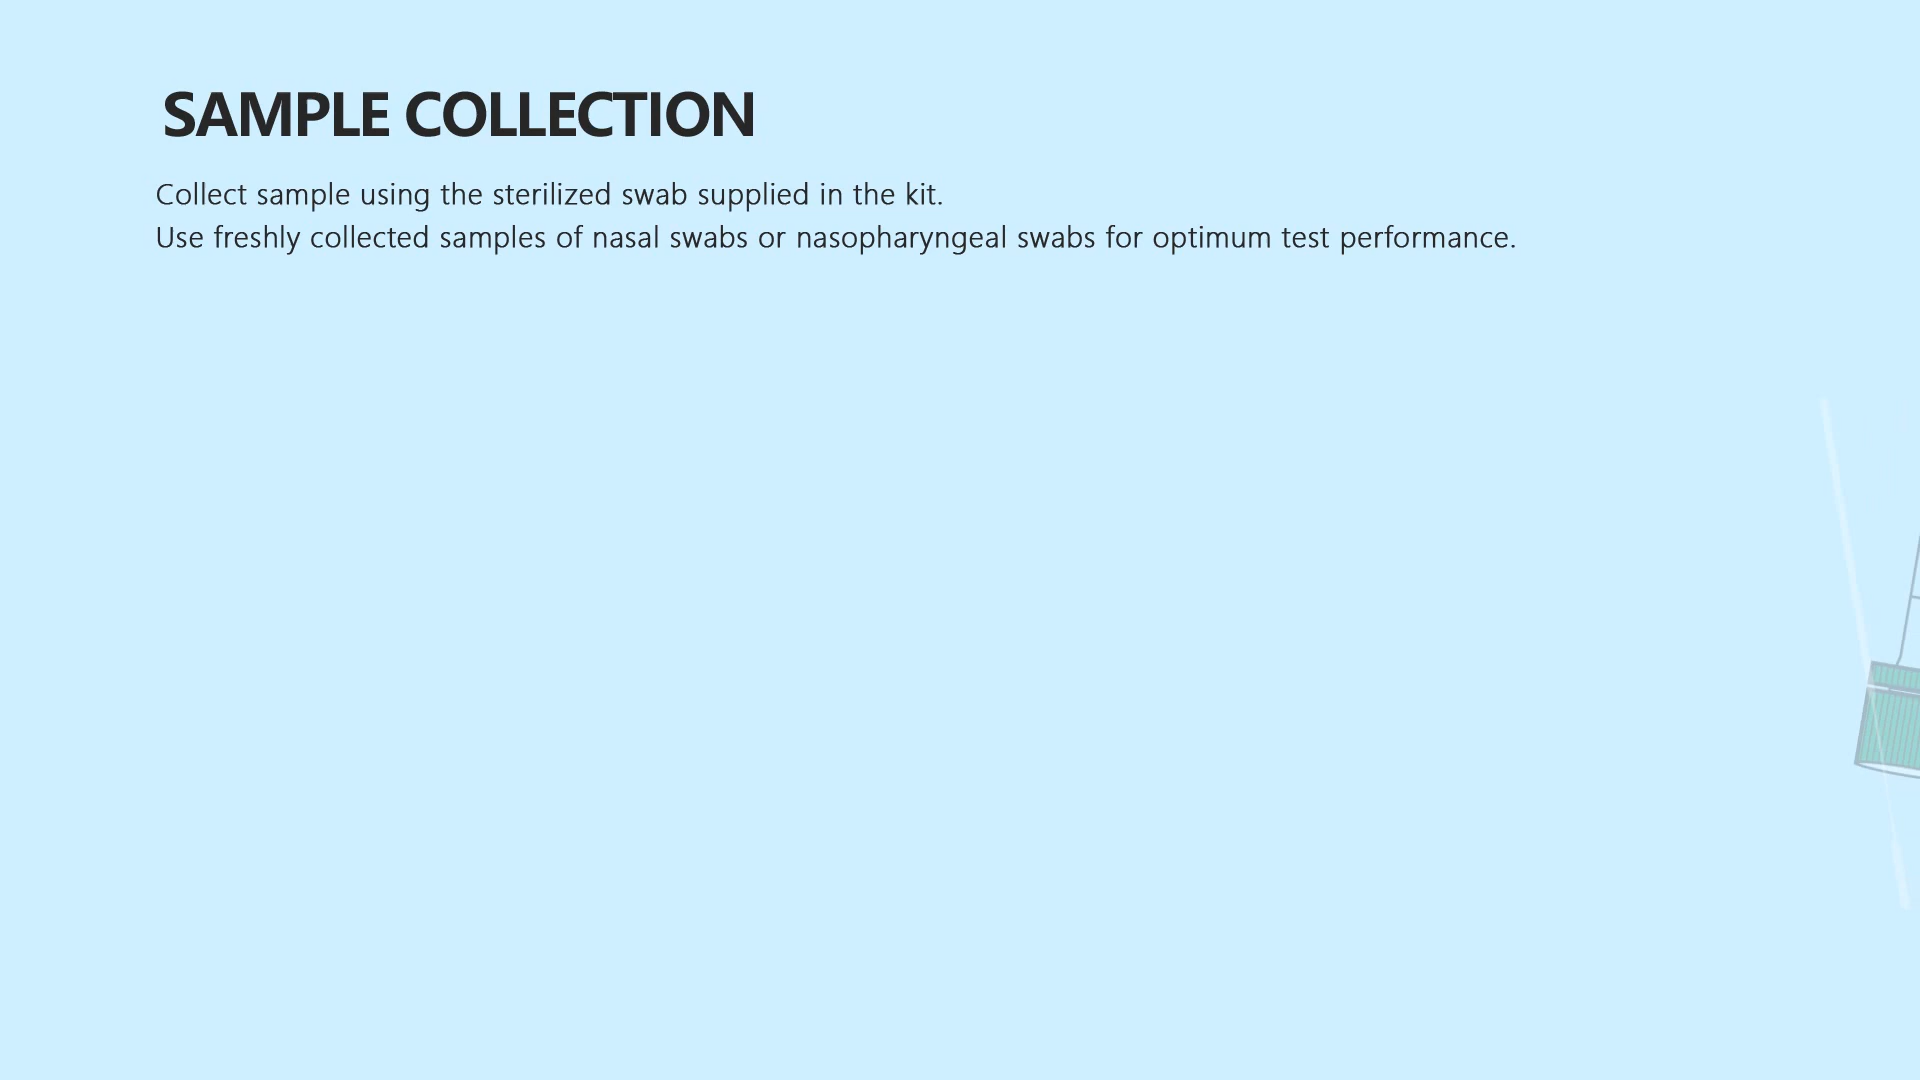 SAMPLE COLLECTION
Collect sample using the sterilized swab supplied in the kit.
Use freshly collected samples of nasal swabs or nasopharyngeal swabs for optimum test performance.